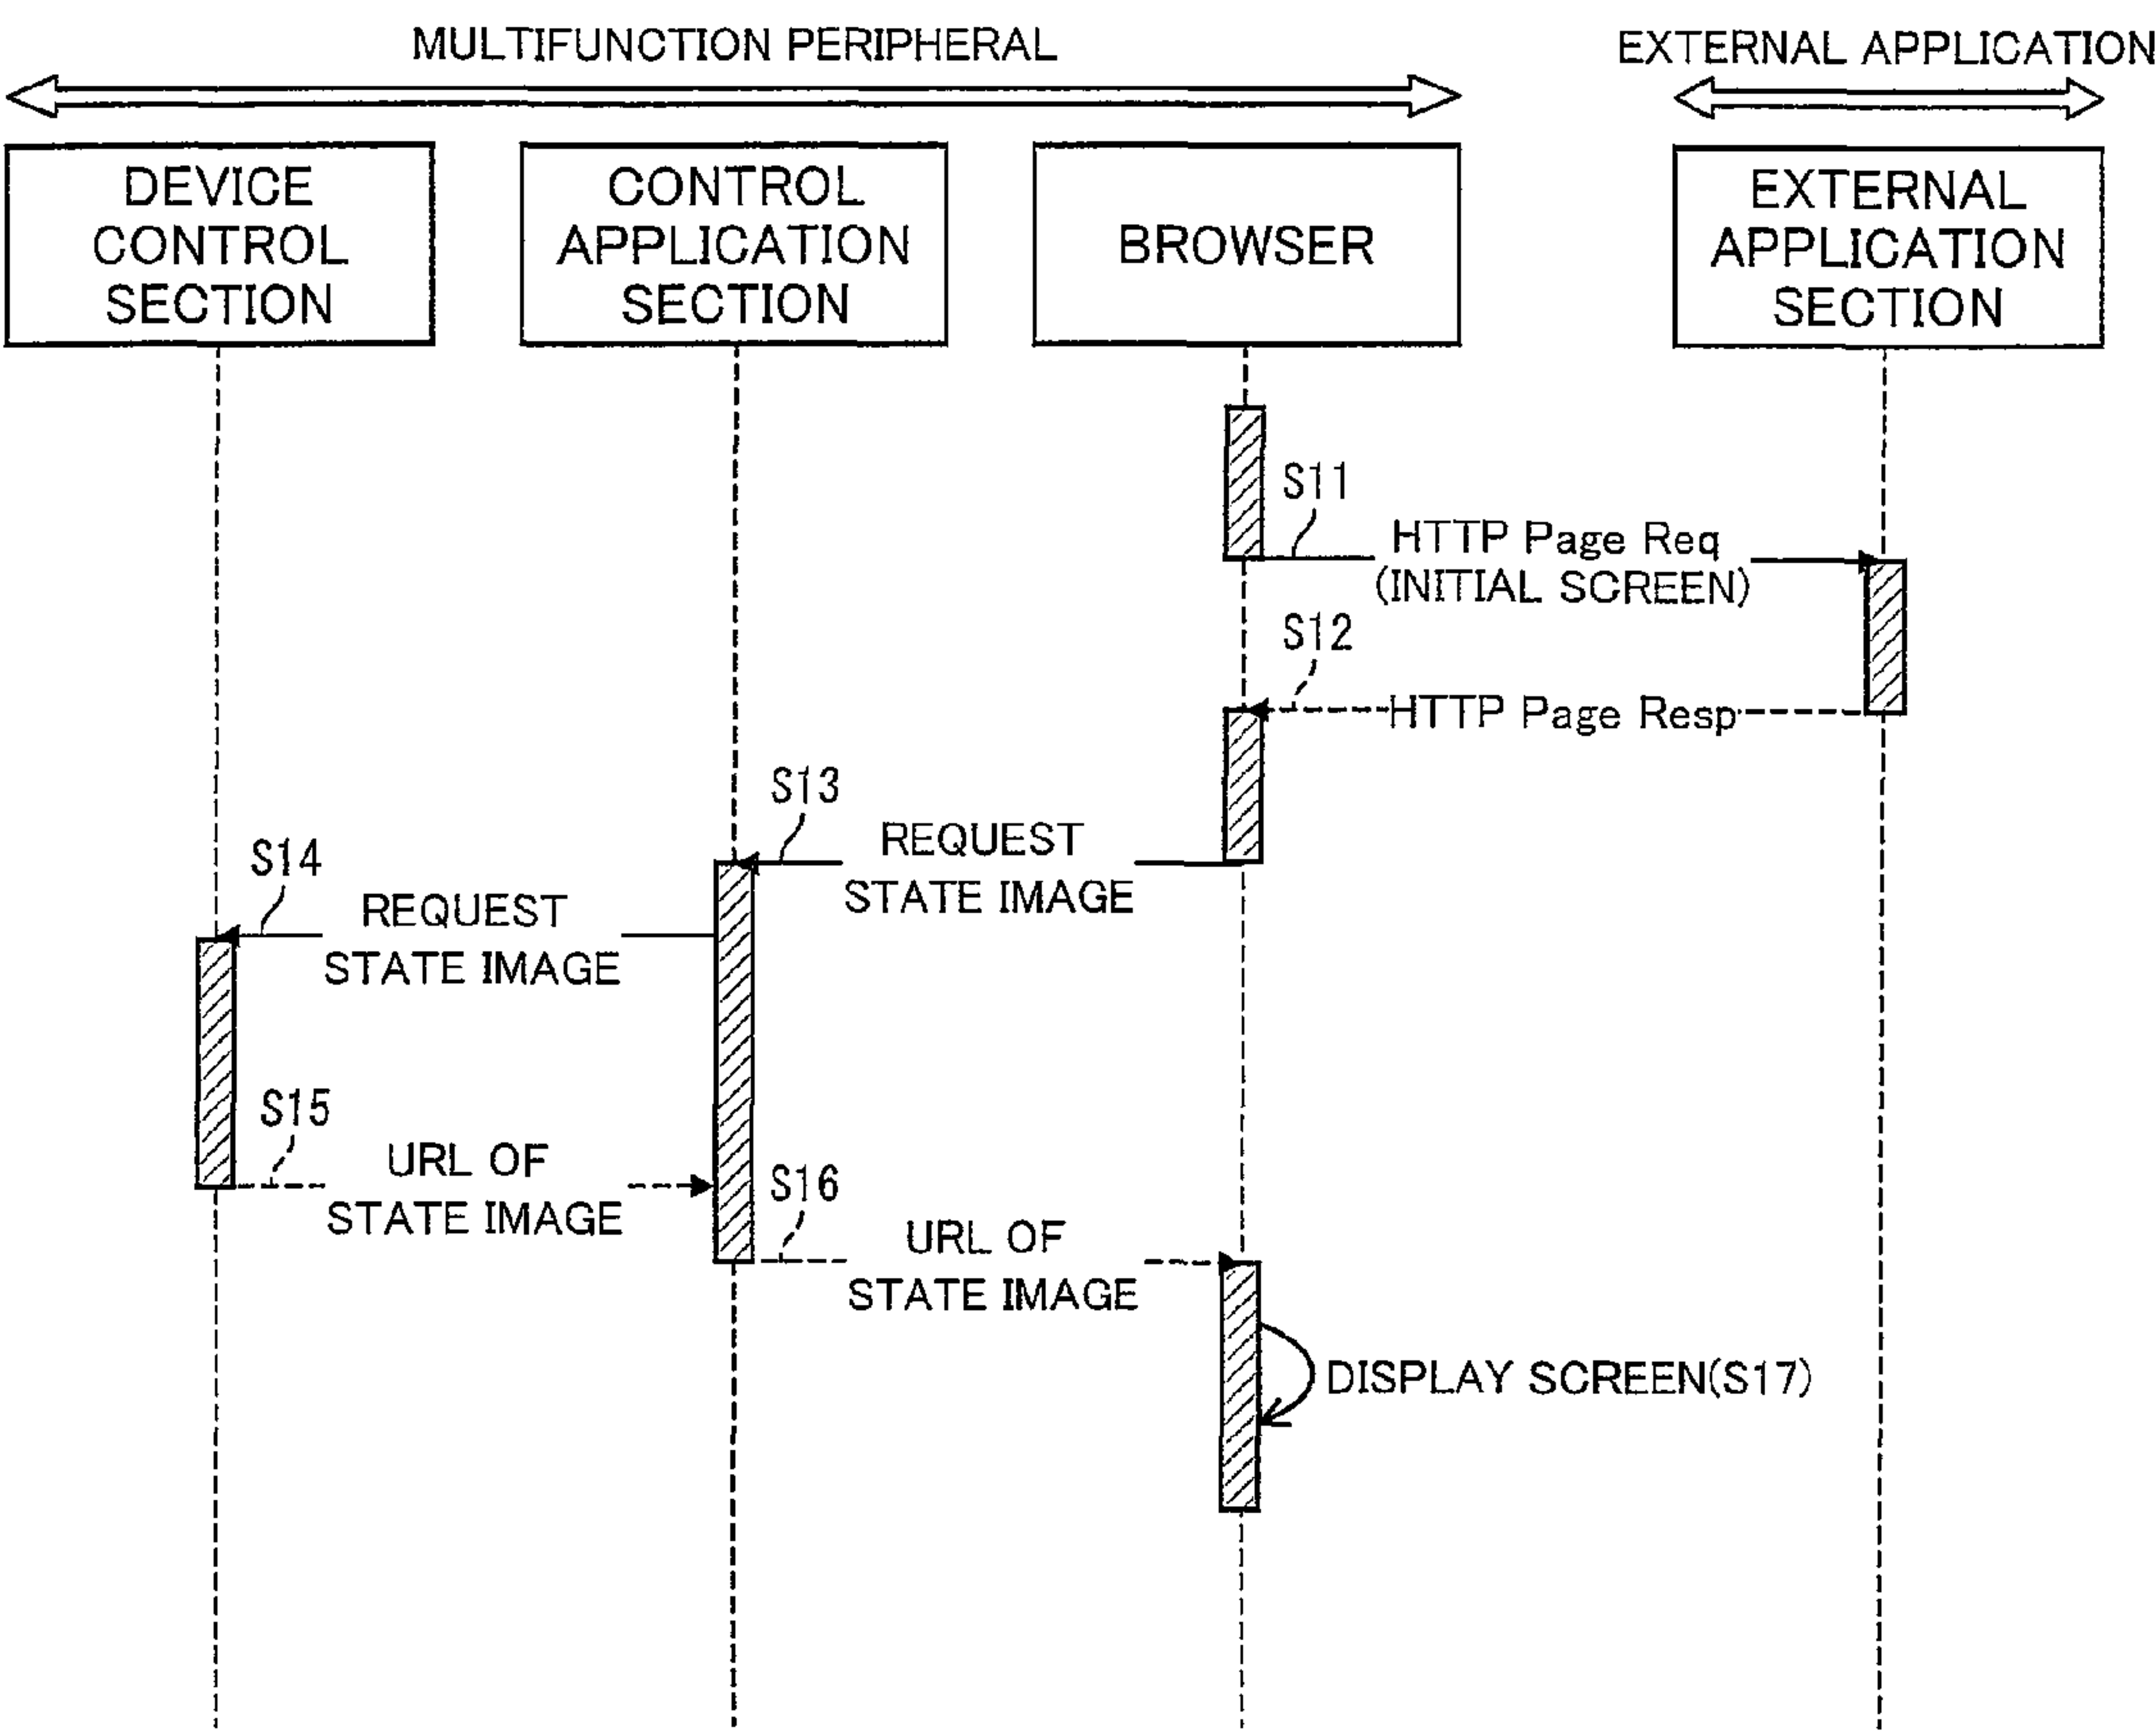 MULTIFUNCTION PERIPHERAL
EXTERNAL APPLICATION
DEVICE
CONTROL
SECTION
CONTROL
APPLICATION
SECTION
BROWSER
EXTERNAL
APPLICATION
SECTION
S11
HTTP Page Req
(INITIAL SCREEN)
S12
HTTP Page Resp
S13
REQUEST
STATE IMAGE
S14
REQUEST
STATE IMAGE
S15
URL OF
STATE IMAGE
S16
URL OF
STATE IMAGE
DISPLAY SCREEN(S17)